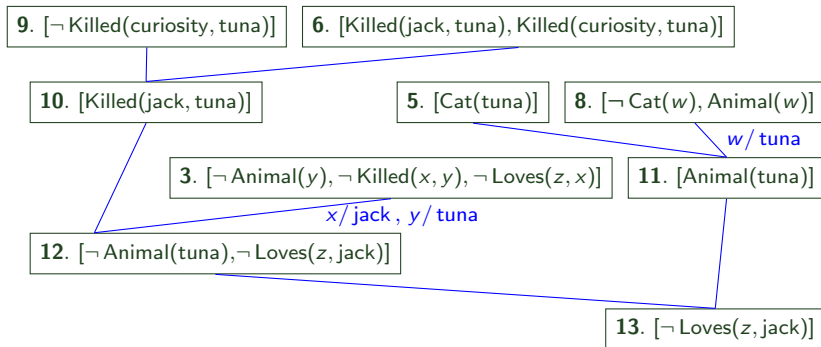 9. [¬ Killed(curiosity, tuna)]
6. [Killed(jack, tuna), Killed(curiosity, tuna)]
10. [Killed(jack, tuna)]
5. [Cat(tuna)]
8. [¬ Cat(w), Animal(w)]
w/ tuna
3. [¬ Animal(y), ¬ Killed(x, y), ¬ Loves(z, x)]
11. [Animal(tuna)]
x/ jack , y/ tuna
12. [¬ Animal(tuna),¬ Loves(z, jack)]
13. [¬ Loves(z, jack)]